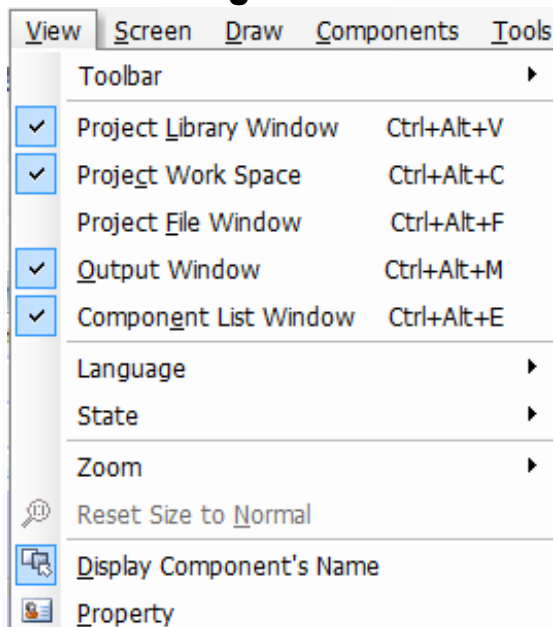 View Screen Draw Components Tools
Toolbar
Project Library Window Ctrl+Alt+V
Project Work Space Ctrl+Alt+C
Project File Window Ctrl+Alt+F
Output Window Ctrl+Alt+M
Component List Window Ctrl+Alt+E
Language
State
Zoom
Reset Size to Normal
Display Component's Name
Property